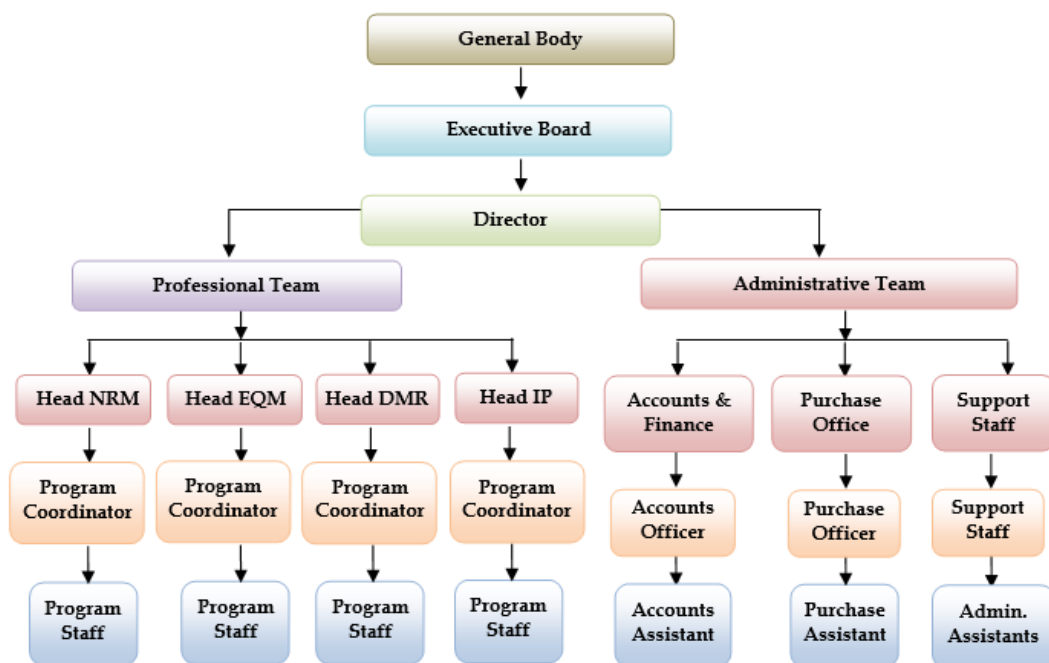 General Body
Executive Board
Director
Professional Team
Administrative Team
Head NRM
Head EQM
Head DMR
Head IP
Accounts &
Finance
Purchase
Office
Support
Staff
Program
Coordinator
Program
Coordinator
Program
Coordinator
Program
Coordinator
Accounts
Officer
Purchase
Officer
Support
Staff
Program
Staff
Program
Staff
Program
Staff
Program
Staff
Accounts
Assistant
Purchase
Assistant
Admin.
Assistants